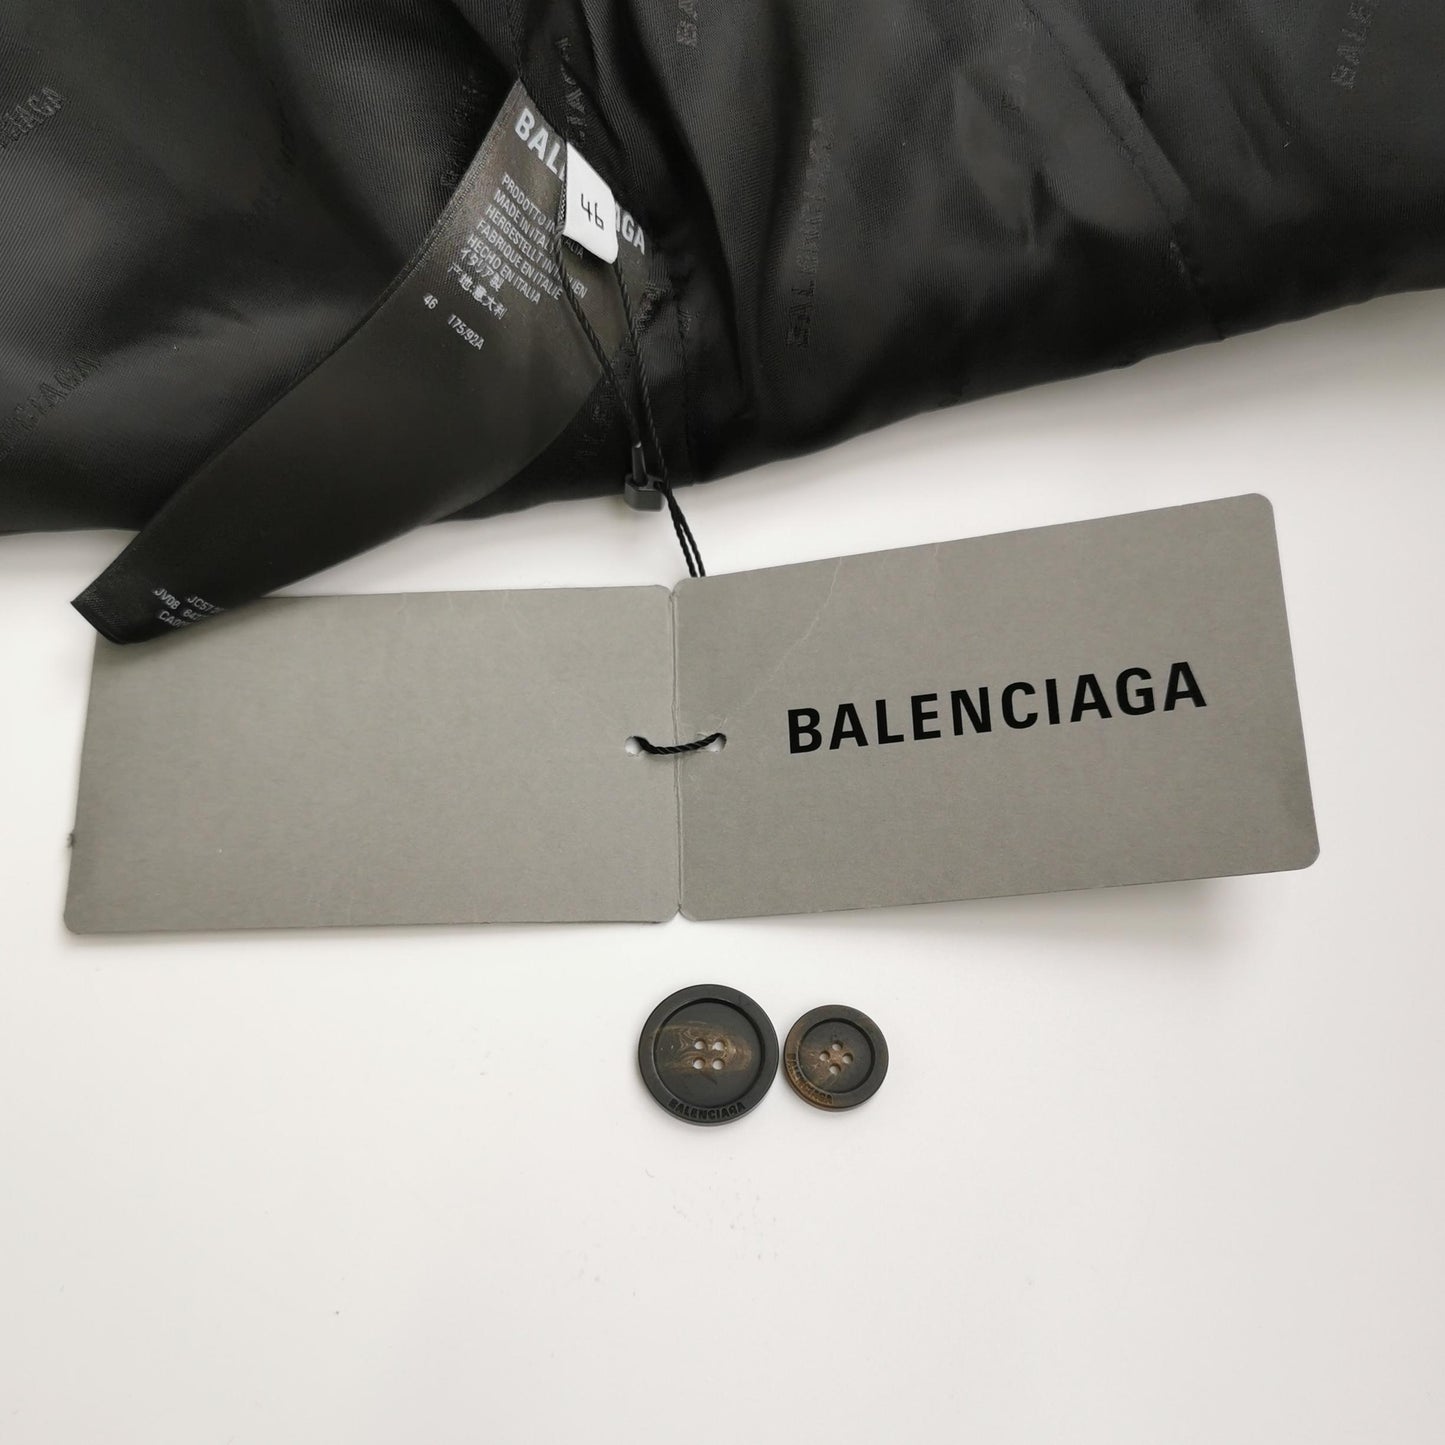 BALENCIAGA
46
PRODOTTO IN ITALIA
MADE IN ITALY
HERGESTELLT IN ITALIEN
FABRIQUE EN ITALIE
HECHO EN ITALIA
イタリア製
产地:意大利
46 175/92A
BALENCIAGA
BALENCIAGA
BALENCIAGA